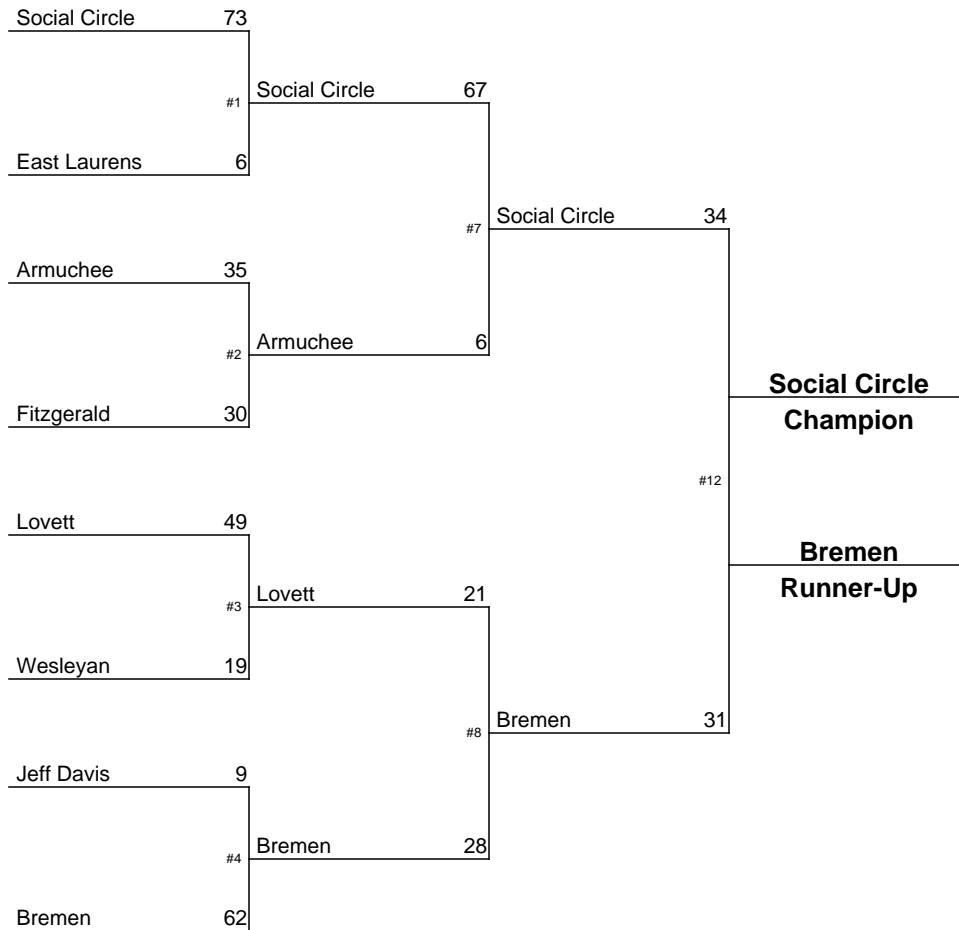 Social Circle 73
Social Circle 67
#1
East Laurens 6
Social Circle 34
#7
Armuchee 35
Armuchee 6
#2
Social Circle
Champion
Fitzgerald 30
#12
Lovett 49
Bremen
Runner-Up
Lovett 21
#3
Wesleyan 19
Bremen 31
#8
Jeff Davis 9
Bremen 28
#4
Bremen 62